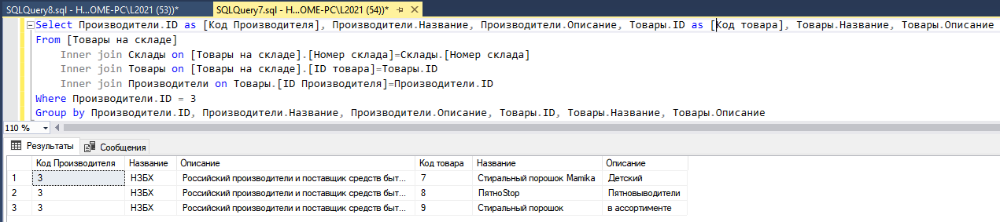 SQLQuery8.sql - H...OME-PC\L2021 (53))* SQLQuery7.sql - H...OME-PC\L2021 (54))*
Select Производители.ID as [Код Производителя], Производители.Название, Производители.Описание, Товары.ID as [Код товара], Товары.Название, Товары.Описание
From [Товары на складе]
Inner join Склады on [Товары на складе].[Номер склада]=Склады.[Номер склада]
Inner join Товары on [Товары на складе].[ID товара]=Товары.ID
Inner join Производители on Товары.[ID Производителя]=Производители.ID
Where Производители.ID = 3
Group by Производители.ID, Производители.Название, Производители.Описание, Товары.ID, Товары.Название, Товары.Описание
110 %
Результаты Сообщения
Код Производителя Название Описание Код товара Название Описание
1 3 НЗБХ Российский производители и поставщик средств быт... 7 Стиральный порошок Mamika Детский
2 3 НЗБХ Российский производители и поставщик средств быт... 8 ПятноStop Пятновыводители
3 3 НЗБХ Российский производители и поставщик средств быт... 9 Стиральный порошок в ассортименте